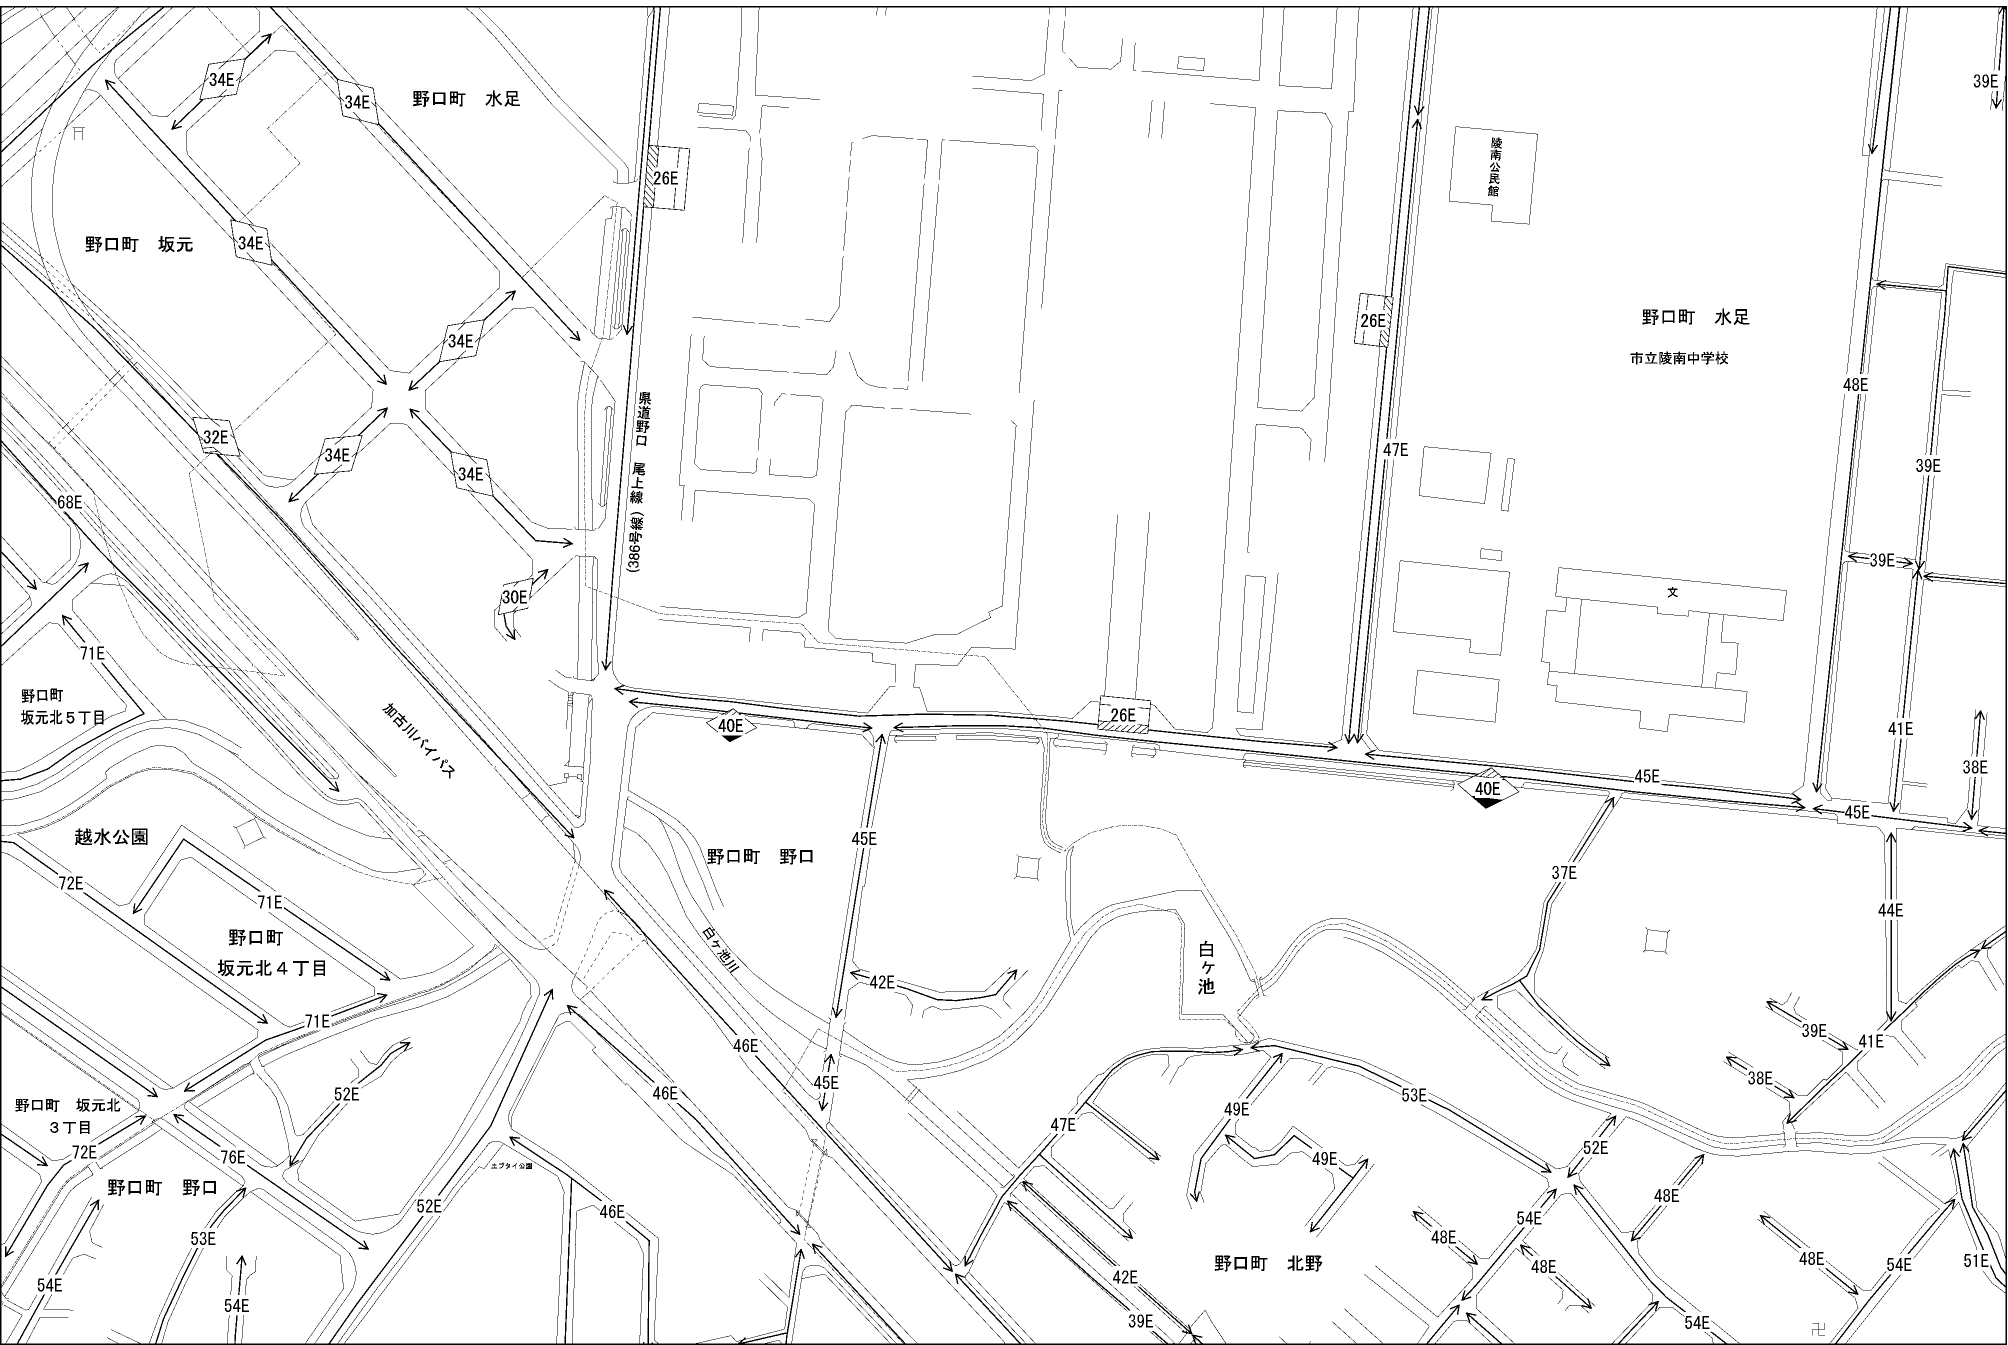 39E
34E
34E
野口町　水足
陵南公民館
26E
34E
野口町　坂元
26E
野口町　水足
34E
市立陵南中学校
48E
県道野口　尾上線
(386号線)
32E
34E
34E
47E
39E
68E
39E
30E
文
71E
野口町
坂元北５丁目
加古川バイパス
40E
26E
41E
38E
45E
40E
45E
越水公園
45E
野口町　野口
37E
72E
71E
44E
野口町
坂元北４丁目
白ケ池川
白ケ池
42E
71E
46E
39E
41E
38E
52E
46E
45E
53E
野口町　坂元北
３丁目
49E
47E
72E
76E
土ブタイ公園
49E
52E
野口町　野口
52E
46E
48E
54E
53E
48E
48E
48E
54E
51E
野口町　北野
54E
42E
54E
39E
54E